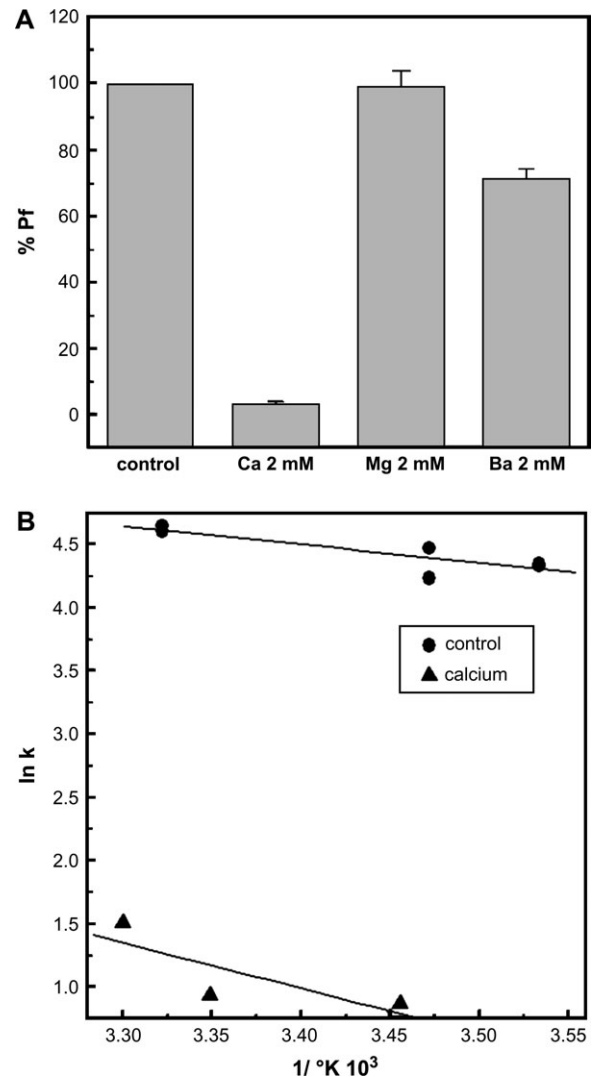 A
120
100
80
60
40
20
0
% Pf
control Ca 2 mM Mg 2 mM Ba 2 mM
B
4.5
4.0
3.5
3.0
2.5
2.0
1.5
1.0
ln k
control
calcium
3.30 3.35 3.40 3.45 3.50 3.55
1/ °K 10³